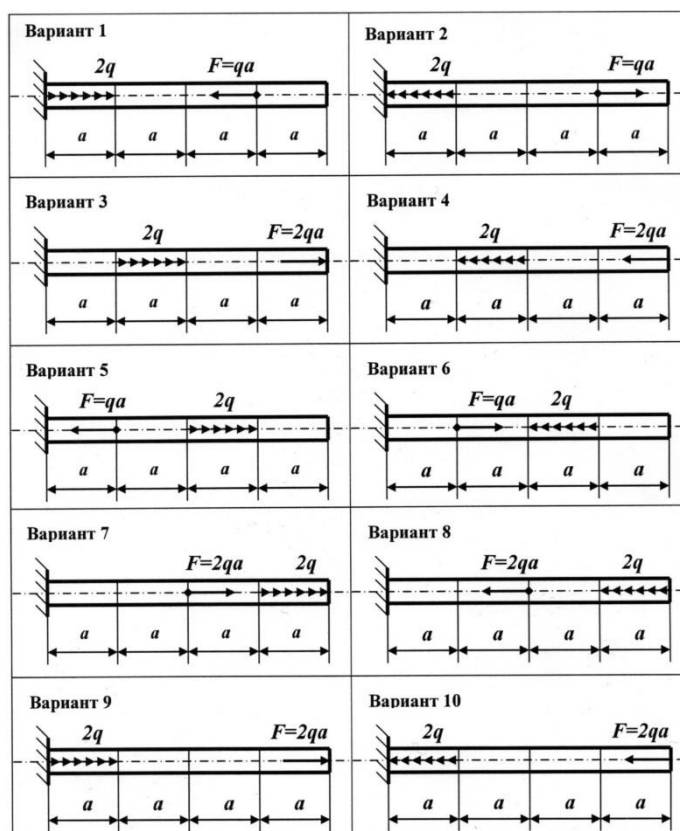 Вариант 1
2q F=qa
a a a a
Вариант 2
2q F=qa
a a a a
Вариант 3
2q F=2qa
a a a a
Вариант 4
2q F=2qa
a a a a
Вариант 5
F=qa 2q
a a a a
Вариант 6
F=qa 2q
a a a a
Вариант 7
F=2qa 2q
a a a a
Вариант 8
F=2qa 2q
a a a a
Вариант 9
2q F=2qa
a a a a
Вариант 10
2q F=2qa
a a a a